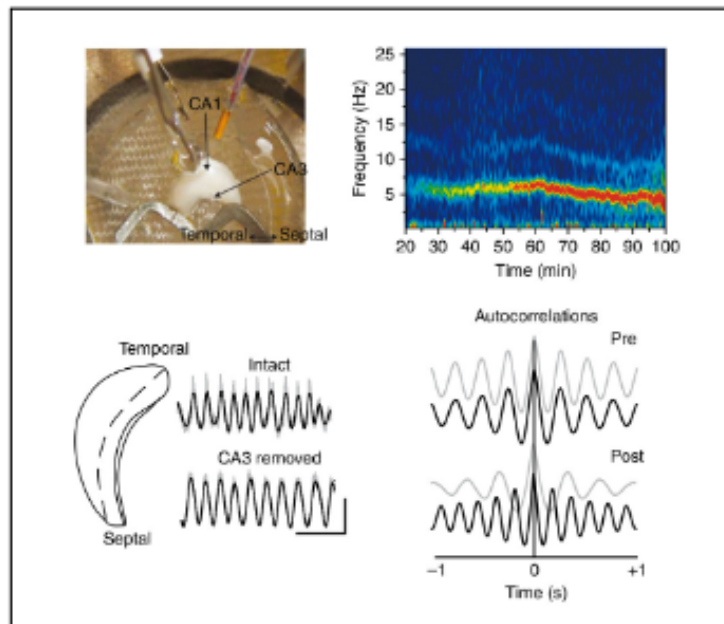 CA1
CA3
Temporal
Septal
Frequency (Hz)
25
20
15
10
5
20 30 40 50 60 70 80 90 100
Time (min)
Temporal
Intact
CA3 removed
Septal
Autocorrelations
Pre
Post
−1 0 +1
Time (s)